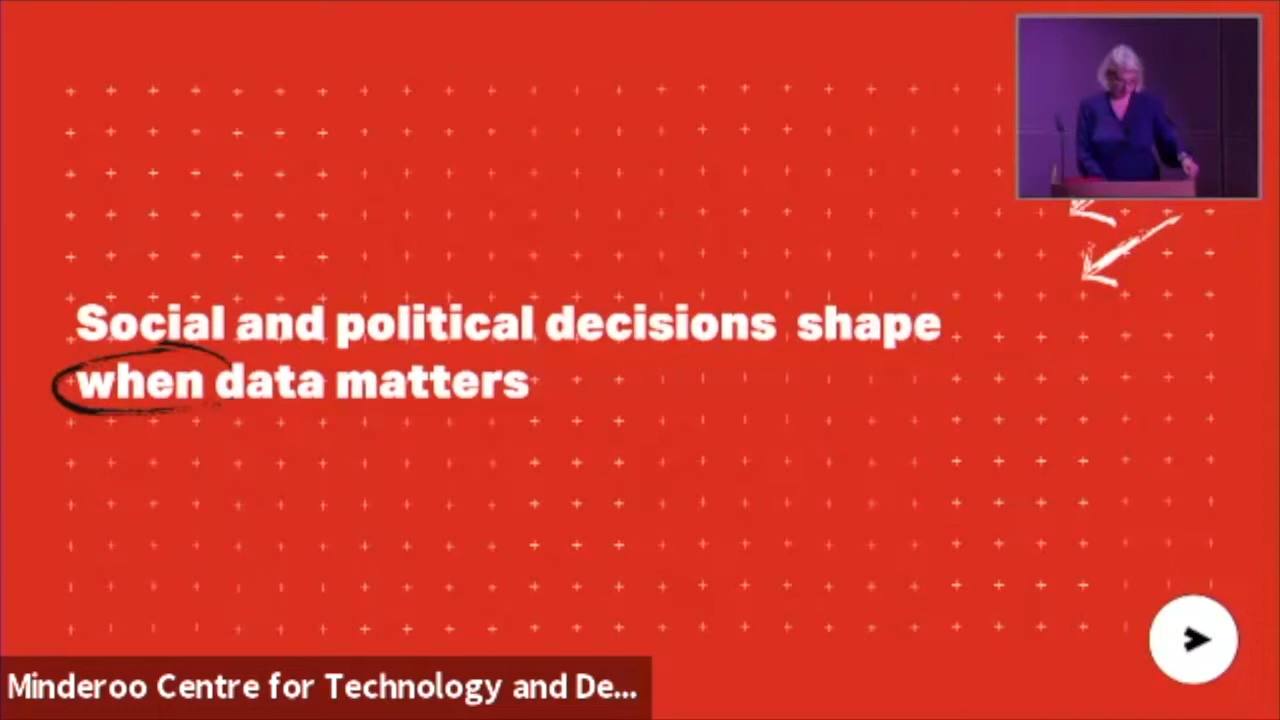 Social and political decisions shape
when data matters
Minderoo Centre for Technology and De...